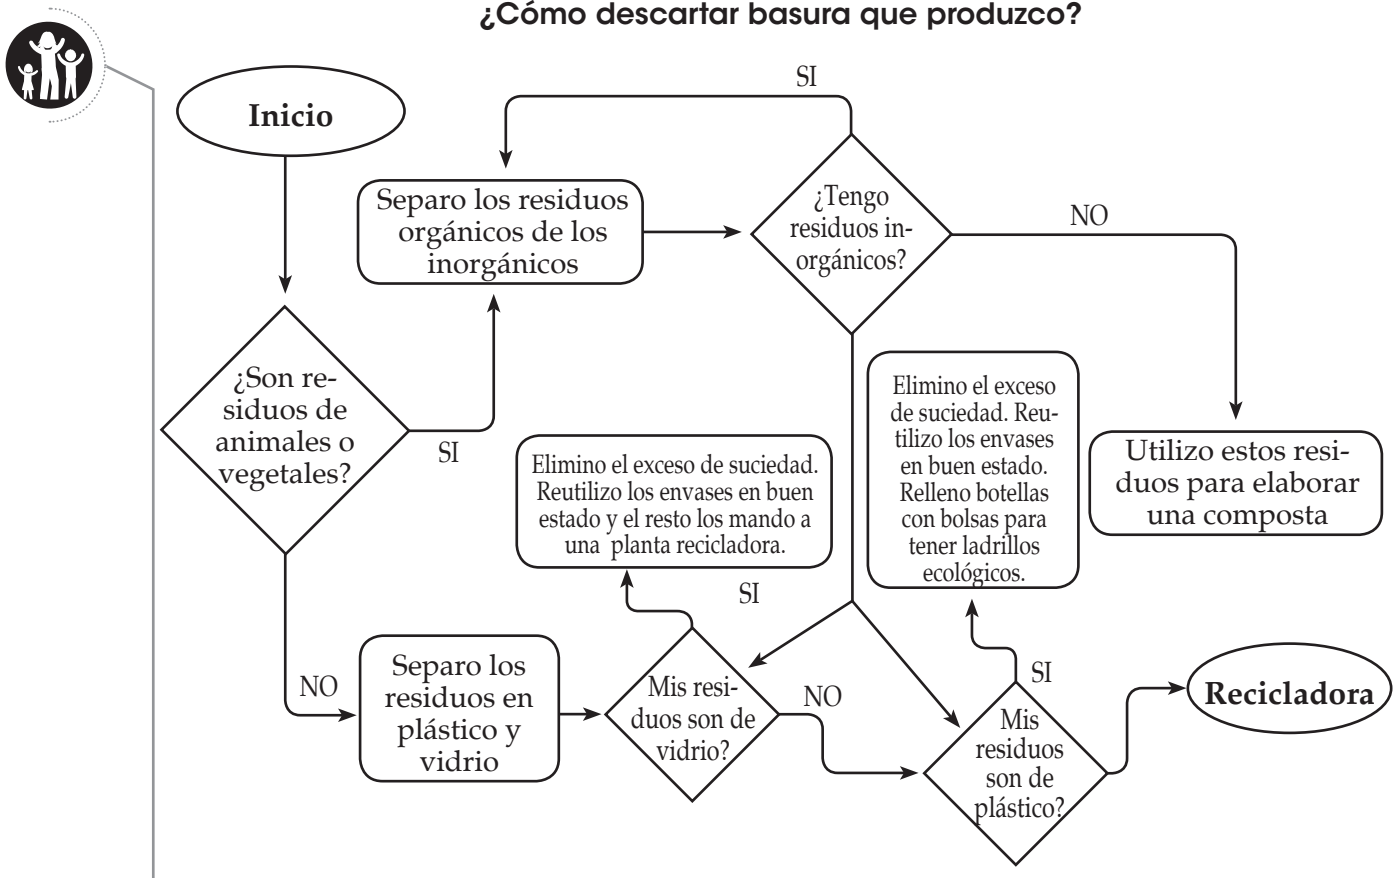 ¿Cómo descartar basura que produzco?
Inicio
SI
Separo los residuos
orgánicos de los
inorgánicos
¿Tengo
residuos in-
orgánicos?
NO
¿Son re-
siduos de
animales o
vegetales?
SI
Elimino el exceso de suciedad.
Reutilizo los envases en buen
estado y el resto los mando a
una planta recicladora.
Elimino el exceso
de suciedad. Reu-
tilizo los envases
en buen estado.
Relleno botellas
con bolsas para
tener ladrillos
ecológicos.
Utilizo estos resi-
duos para elaborar
una composta
SI
NO
Separo los
residuos en
plástico y
vidrio
Mis resi-
duos son de
vidrio?
NO
SI
Mis
residuos
son de
plástico?
Recicladora